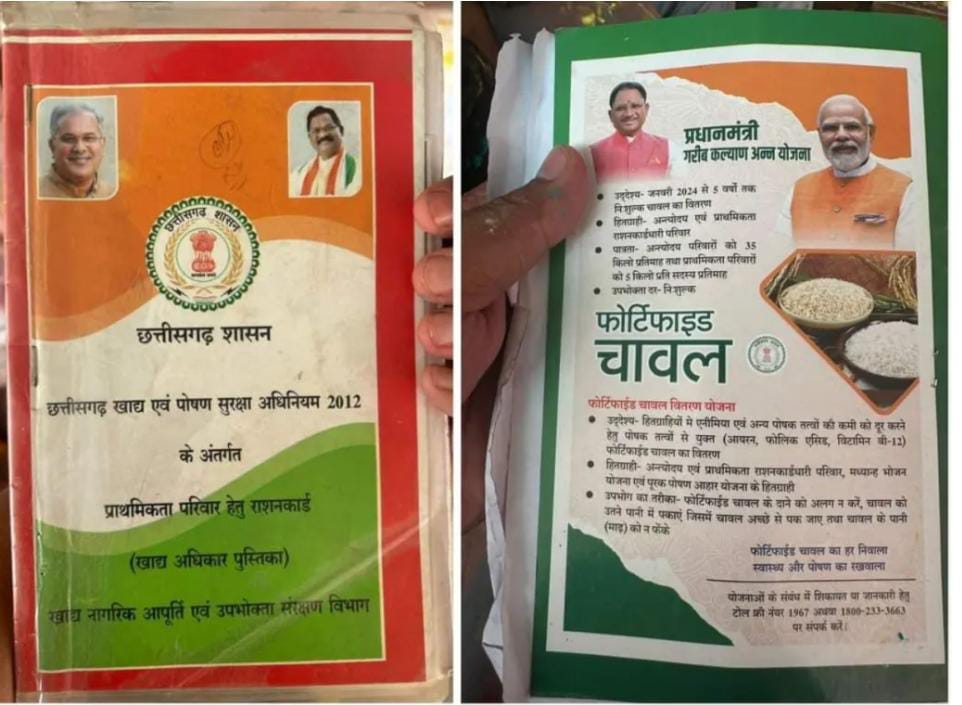 छत्तीसगढ़ शासन
छत्तीसगढ़ शासन
छत्तीसगढ़ खाद्य एवं पोषण सुरक्षा अधिनियम 2012
के अंतर्गत
प्राथमिकता परिवार हेतु राशनकार्ड
(खाद्य अधिकार पुस्तिका)
खाद्य नागरिक आपूर्ति एवं उपभोक्ता संरक्षण विभाग
प्रधानमंत्री
गरीब कल्याण अन्न योजना
• उद्देश्य- जनवरी 2024 से 5 वर्षो तक
निःशुल्क चावल का वितरण
• हितग्राही- अन्त्योदय एवं प्राथमिकता
राशनकार्डधारी परिवार
• पात्रता- अन्त्योदय परिवारों को 35
किलो प्रतिमाह तथा प्राथमिकता परिवारों
को 5 किलो प्रति सदस्य प्रतिमाह
• उपभोक्ता दर- निःशुल्क
फोर्टिफाइड
चावल
फोर्टिफाईड चावल वितरण योजना
• उद्देश्य- हितग्राहियों मे एनीमिया एवं अन्य पोषक तत्वों की कमी को दूर करने
हेतु पोषक तत्वों से युक्त (आयरन, फोलिक एसिड, विटामिन बी-12)
फोर्टिफाईड चावल का वितरण
• हितग्राही- अन्त्योदय एवं प्राथमिकता राशनकार्डधारी परिवार, मध्यान्ह भोजन
योजना एवं पूरक पोषण आहार योजना के हितग्राही
• उपभोग का तरीका- फोर्टिफाईड चावल के दाने को अलग न करें, चावल को
उतने पानी में पकाएं जिसमें चावल अच्छे से पक जाए तथा चावल के पानी
(माढ़) को न फेंके
फोर्टिफाईड चावल का हर निवाला
स्वास्थ्य और पोषण का रखवाला
योजनाओं के संबंध में शिकायत या जानकारी हेतु
टोल फ्री नंबर 1967 अथवा 1800-233-3663
पर संपर्क करें।